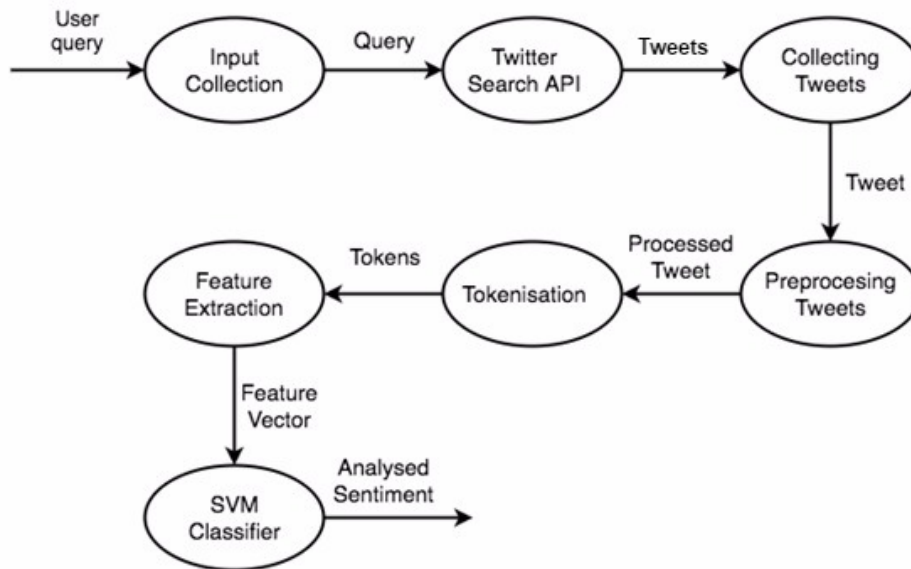 User
query
Input
Collection
Query
Twitter
Search API
Tweets
Collecting
Tweets
Tweet
Preprocesing
Tweets
Processed
Tweet
Tokenisation
Tokens
Feature
Extraction
Feature
Vector
SVM
Classifier
Analysed
Sentiment